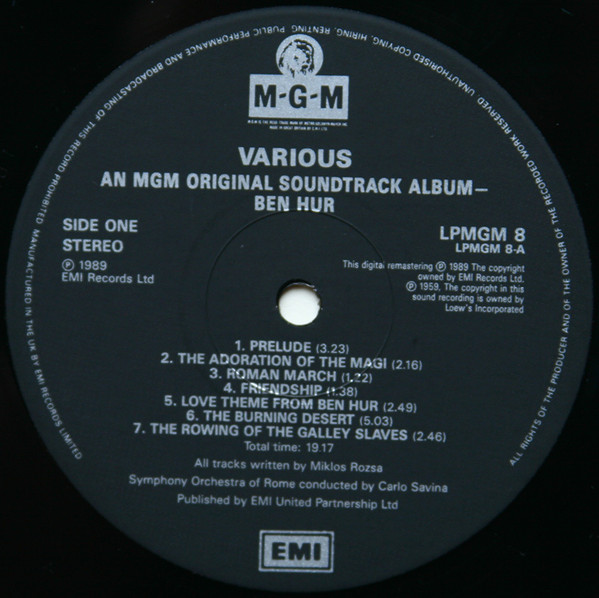 ALL RIGHTS OF THE PRODUCER AND OF THE OWNER OF THE RECORDED WORK RESERVED. UNAUTHORISED COPYING, HIRING, RENTING, PUBLIC PERFORMANCE AND BROADCASTING OF THIS RECORD PROHIBITED MANUFACTURED IN THE UK BY EMI RECORDS LIMITED
M-G-M
VARIOUS
AN MGM ORIGINAL SOUNDTRACK ALBUM—
BEN HUR
SIDE ONE
STEREO
Ⓟ 1989
EMI Records Ltd
LPMGM 8
LPMGM 8-A
This digital remastering Ⓟ 1989 The copyright
owned by EMI Records Ltd.
Ⓟ 1959, The copyright in this
sound recording is owned by
Loew's Incorporated
1. PRELUDE (3.23)
2. THE ADORATION OF THE MAGI (2.16)
3. ROMAN MARCH (1.22)
4. FRIENDSHIP (1.38)
5. LOVE THEME FROM BEN HUR (2.49)
6. THE BURNING DESERT (5.03)
7. THE ROWING OF THE GALLEY SLAVES (2.46)
Total time: 19.17
All tracks written by Miklos Rozsa
Symphony Orchestra of Rome conducted by Carlo Savina
Published by EMI United Partnership Ltd
EMI